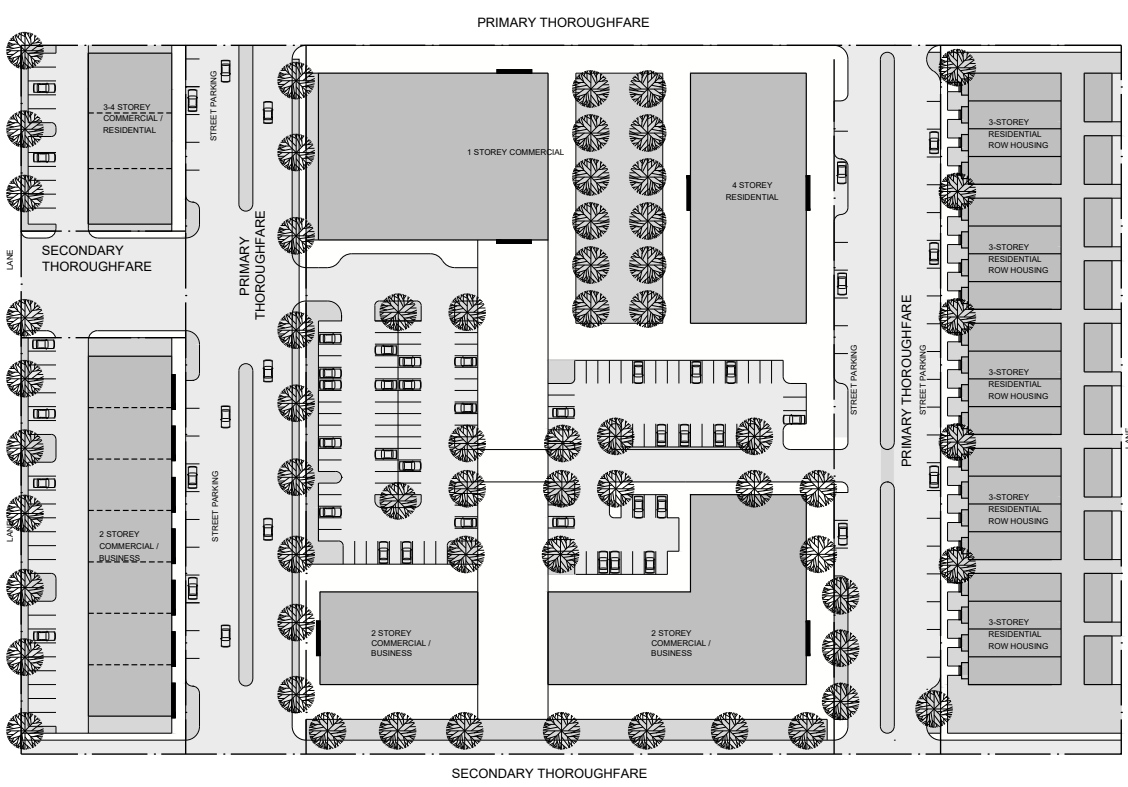 PRIMARY THOROUGHFARE
3-4 STOREY
COMMERCIAL /
RESIDENTIAL
STREET PARKING
1 STOREY COMMERCIAL
4 STOREY
RESIDENTIAL
3-STOREY
RESIDENTIAL
ROW HOUSING
LANE
SECONDARY
THOROUGHFARE
PRIMARY
THOROUGHFARE
3-STOREY
RESIDENTIAL
ROW HOUSING
STREET PARKING
PRIMARY THOROUGHFARE
STREET PARKING
3-STOREY
RESIDENTIAL
ROW HOUSING
LANE
LANE
2 STOREY
COMMERCIAL /
BUSINESS
STREET PARKING
3-STOREY
RESIDENTIAL
ROW HOUSING
2 STOREY
COMMERCIAL /
BUSINESS
2 STOREY
COMMERCIAL /
BUSINESS
3-STOREY
RESIDENTIAL
ROW HOUSING
SECONDARY THOROUGHFARE